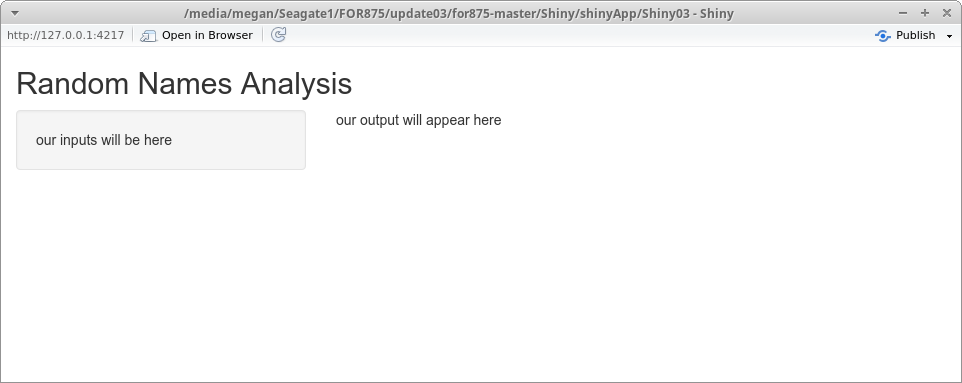 /media/megan/Seagate1/FOR875/update03/for875-master/Shiny/shinyApp/Shiny03 - Shiny
http://127.0.0.1:4217 Open in Browser Publish
Random Names Analysis
our inputs will be here
our output will appear here